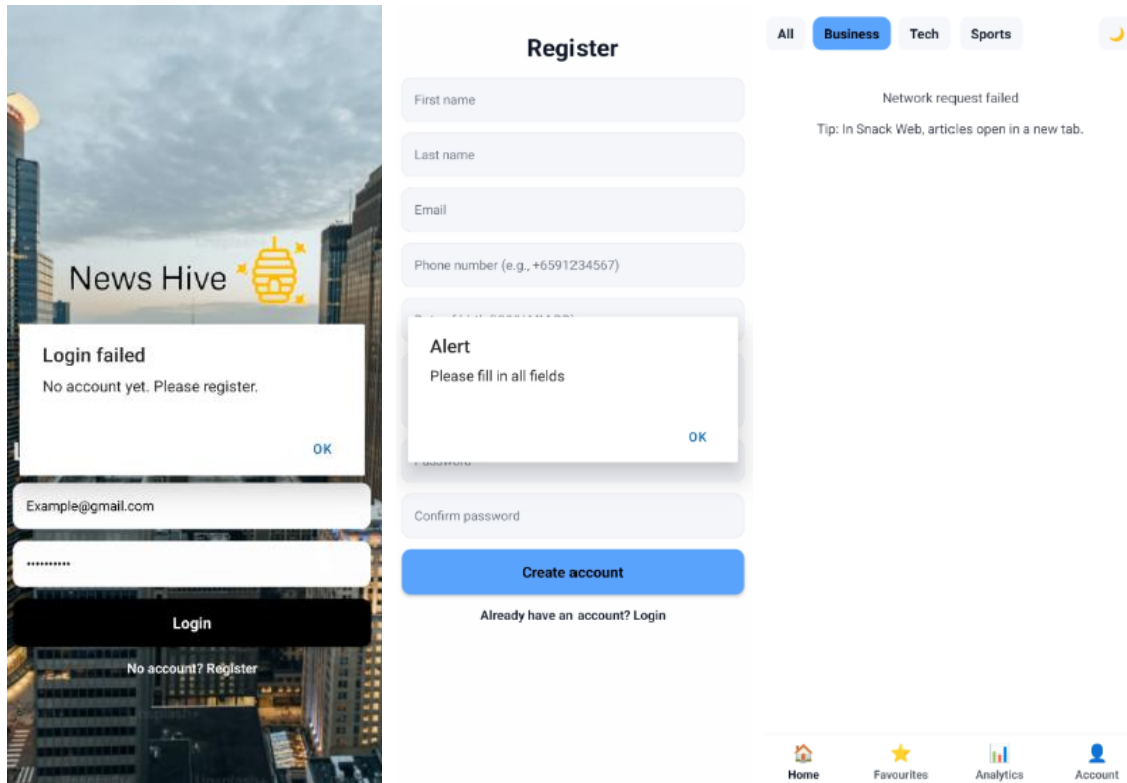 News Hive
Login failed
No account yet. Please register.
OK
Example@gmail.com
••••••••••
Login
No account? Register
Register
First name
Last name
Email
Phone number (e.g., +6591234567)
Alert
Please fill in all fields
OK
Password
Confirm password
Create account
Already have an account? Login
All
Business
Tech
Sports
Network request failed
Tip: In Snack Web, articles open in a new tab.
Home
Favourites
Analytics
Account